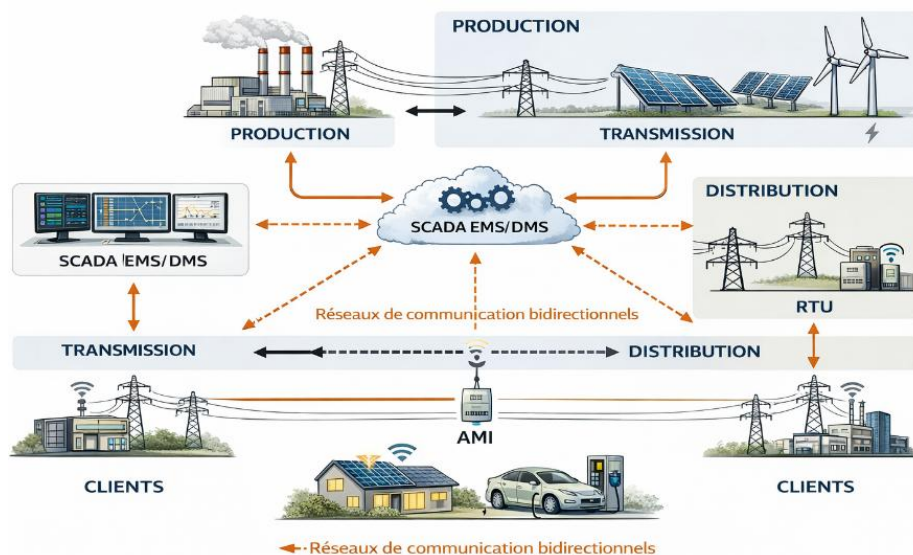 PRODUCTION
PRODUCTION
TRANSMISSION
DISTRIBUTION
SCADA EMS/DMS
SCADA EMS/DMS
RTU
Réseaux de communication bidirectionnels
TRANSMISSION
DISTRIBUTION
AMI
CLIENTS
CLIENTS
Réseaux de communication bidirectionnels